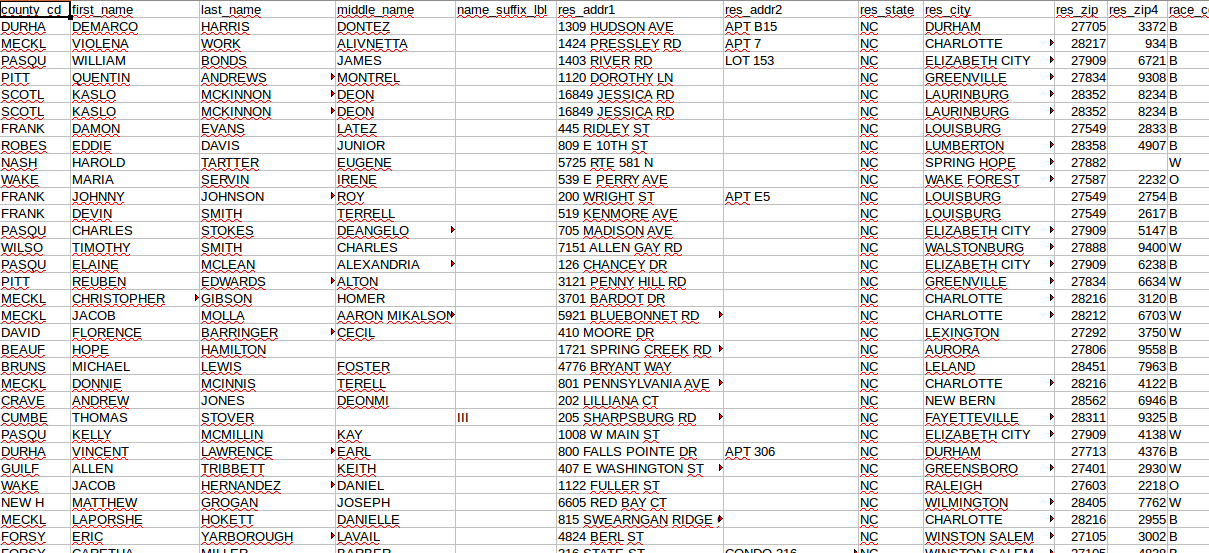 county_cd first_name last_name middle_name name_suffix_lbl res_addr1 res_addr2 res_state res_city res_zip res_zip4 race_c
DURHA DEMARCO HARRIS DONTEZ 1309 HUDSON AVE APT B15 NC DURHAM 27705 3372 B
MECKL VIOLENA WORK ALIVNETTA 1424 PRESSLEY RD APT 7 NC CHARLOTTE 28217 934 B
PASQU WILLIAM BONDS JAMES 1403 RIVER RD LOT 153 NC ELIZABETH CITY 27909 6721 B
PITT QUENTIN ANDREWS MONTREL 1120 DOROTHY LN NC GREENVILLE 27834 9308 B
SCOTL KASLO MCKINNON DEON 16849 JESSICA RD NC LAURINBURG 28352 8234 B
SCOTL KASLO MCKINNON DEON 16849 JESSICA RD NC LAURINBURG 28352 8234 B
FRANK DAMON EVANS LATEZ 445 RIDLEY ST NC LOUISBURG 27549 2833 B
ROBES EDDIE DAVIS JUNIOR 809 E 10TH ST NC LUMBERTON 28358 4907 B
NASH HAROLD TARTTER EUGENE 5725 RTE 581 N NC SPRING HOPE 27882 W
WAKE MARIA SERVIN IRENE 539 E PERRY AVE NC WAKE FOREST 27587 2232 O
FRANK JOHNNY JOHNSON ROY 200 WRIGHT ST APT E5 NC LOUISBURG 27549 2754 B
FRANK DEVIN SMITH TERRELL 519 KENMORE AVE NC LOUISBURG 27549 2617 B
PASQU CHARLES STOKES DEANGELO 705 MADISON AVE NC ELIZABETH CITY 27909 5147 B
WILSO TIMOTHY SMITH CHARLES 7151 ALLEN GAY RD NC WALSTONBURG 27888 9400 W
PASQU ELAINE MCLEAN ALEXANDRIA 126 CHANCEY DR NC ELIZABETH CITY 27909 6238 B
PITT REUBEN EDWARDS ALTON 3121 PENNY HILL RD NC GREENVILLE 27834 6634 W
MECKL CHRISTOPHER GIBSON HOMER 3701 BARDOT DR NC CHARLOTTE 28216 3120 B
MECKL JACOB MOLLA AARON MIKALSON 5921 BLUEBONNET RD NC CHARLOTTE 28212 6703 W
DAVID FLORENCE BARRINGER CECIL 410 MOORE DR NC LEXINGTON 27292 3750 W
BEAUF HOPE HAMILTON 1721 SPRING CREEK RD NC AURORA 27806 9558 B
BRUNS MICHAEL LEWIS FOSTER 4776 BRYANT WAY NC LELAND 28451 7963 B
MECKL DONNIE MCINNIS TERELL 801 PENNSYLVANIA AVE NC CHARLOTTE 28216 4122 B
CRAVE ANDREW JONES DEONMI 202 LILLIANA CT NC NEW BERN 28562 6946 B
CUMBE THOMAS STOVER III 205 SHARPSBURG RD NC FAYETTEVILLE 28311 9325 B
PASQU KELLY MCMILLIN KAY 1008 W MAIN ST NC ELIZABETH CITY 27909 4138 W
DURHA VINCENT LAWRENCE EARL 800 FALLS POINTE DR APT 306 NC DURHAM 27713 4376 B
GUILF ALLEN TRIBBETT KEITH 407 E WASHINGTON ST NC GREENSBORO 27401 2930 W
WAKE JACOB HERNANDEZ DANIEL 1122 FULLER ST NC RALEIGH 27603 2218 O
NEW H MATTHEW GROGAN JOSEPH 6605 RED BAY CT NC WILMINGTON 28405 7762 W
MECKL LAPORSHE HOKETT DANIELLE 815 SWEARNGAN RIDGE NC CHARLOTTE 28216 2955 B
FORSY ERIC YARBOROUGH LAVAIL 4824 BERL ST NC WINSTON SALEM 27105 3002 B
FORSY MILLER BARBER 216 STATE ST CONDO 216 NC WINSTON SALEM 27105